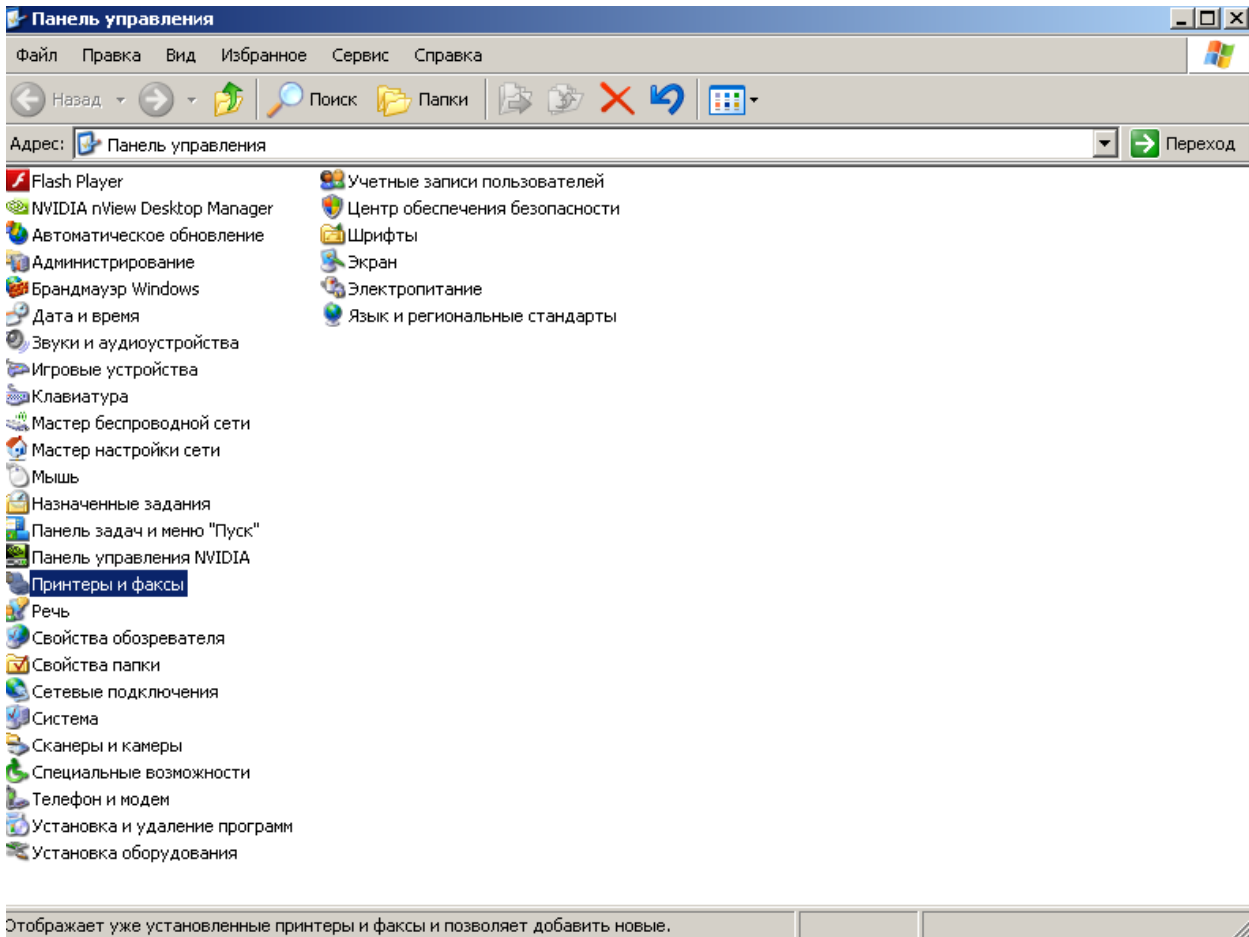 Панель управления
Файл Правка Вид Избранное Сервис Справка
Назад Поиск Папки
Адрес: Панель управления Переход
Flash Player
NVIDIA nView Desktop Manager
Автоматическое обновление
Администрирование
Брандмауэр Windows
Дата и время
Звуки и аудиоустройства
Игровые устройства
Клавиатура
Мастер беспроводной сети
Мастер настройки сети
Мышь
Назначенные задания
Панель задач и меню "Пуск"
Панель управления NVIDIA
Принтеры и факсы
Речь
Свойства обозревателя
Свойства папки
Сетевые подключения
Система
Сканеры и камеры
Специальные возможности
Телефон и модем
Установка и удаление программ
Установка оборудования
Учетные записи пользователей
Центр обеспечения безопасности
Шрифты
Экран
Электропитание
Язык и региональные стандарты
Отображает уже установленные принтеры и факсы и позволяет добавить новые.